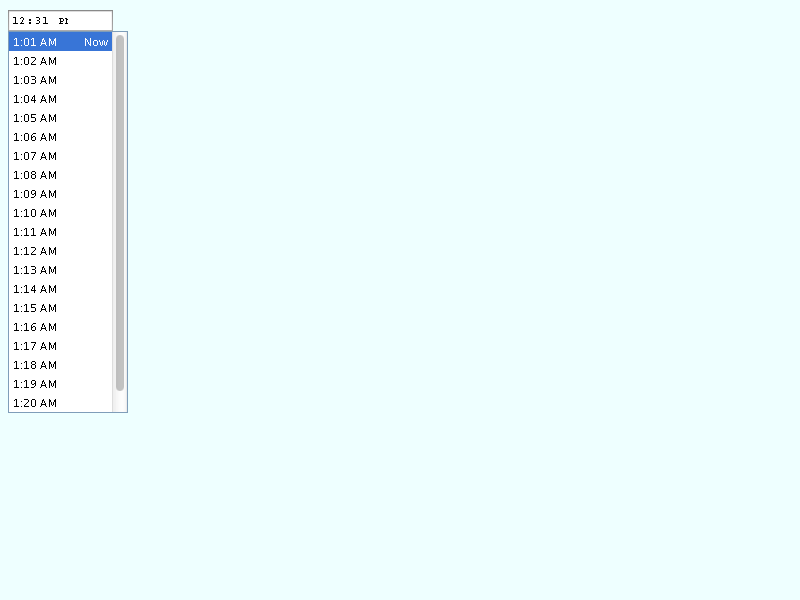 12:31
1:01 AM Now
1:02 AM
1:03 AM
1:04 AM
1:05 AM
1:06 AM
1:07 AM
1:08 AM
1:09 AM
1:10 AM
1:11 AM
1:12 AM
1:13 AM
1:14 AM
1:15 AM
1:16 AM
1:17 AM
1:18 AM
1:19 AM
1:20 AM